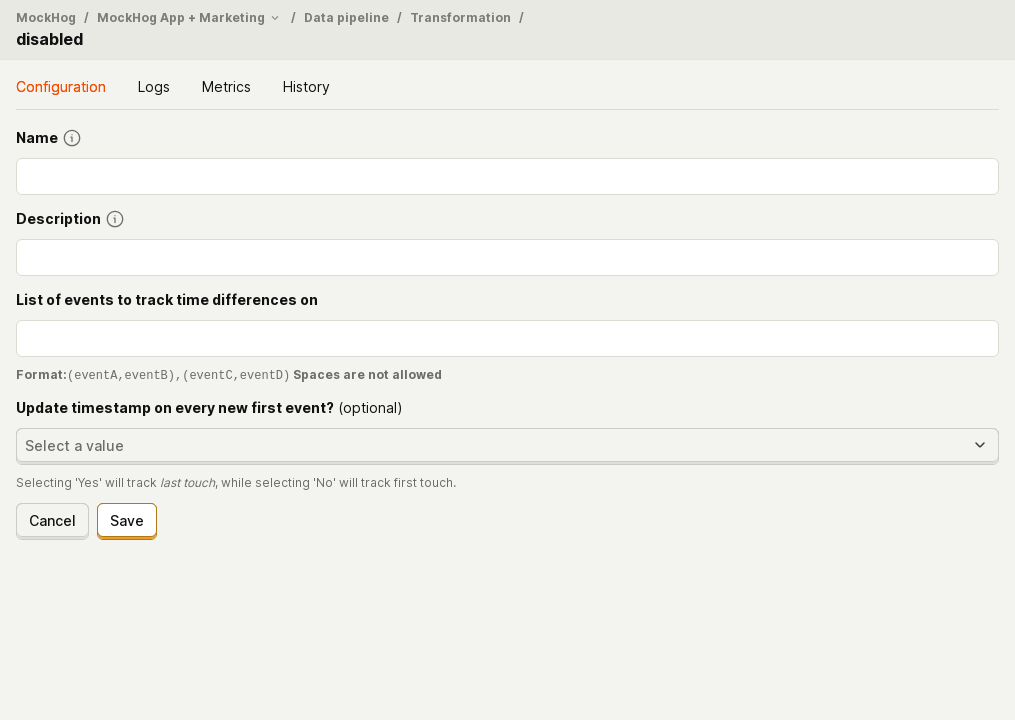 MockHog / MockHog App + Marketing / Data pipeline / Transformation /
disabled
Configuration Logs Metrics History
Name
Description
List of events to track time differences on
Format:(eventA,eventB),(eventC,eventD) Spaces are not allowed
Update timestamp on every new first event? (optional)
Select a value
Selecting 'Yes' will track last touch, while selecting 'No' will track first touch.
Cancel Save